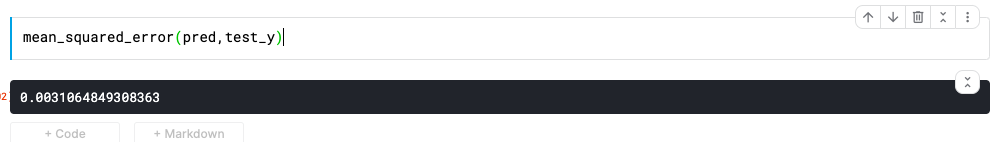 mean_squared_error(pred,test_y)
0.0031064849308363
+ Code
+ Markdown